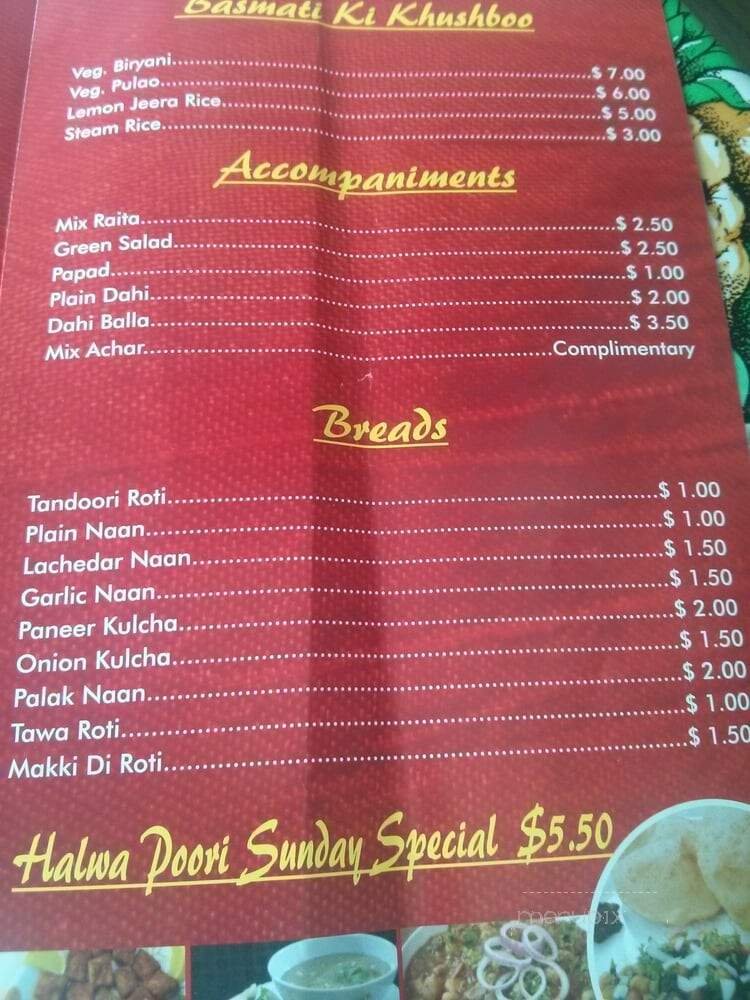 Basmati Ki Khushboo
Veg. Biryani..........$ 7.00
Veg. Pulao..........$ 6.00
Lemon Jeera Rice..........$ 5.00
Steam Rice..........$ 3.00
Accompaniments
Mix Raita..........$ 2.50
Green Salad..........$ 2.50
Papad..........$ 1.00
Plain Dahi..........$ 2.00
Dahi Balla..........$ 3.50
Mix Achar..........Complimentary
Breads
Tandoori Roti..........$ 1.00
Plain Naan..........$ 1.00
Lachedar Naan..........$ 1.50
Garlic Naan..........$ 1.50
Paneer Kulcha..........$ 2.00
Onion Kulcha..........$ 1.50
Palak Naan..........$ 2.00
Tawa Roti..........$ 1.00
Makki Di Roti..........$ 1.50
Halwa Poori Sunday Special $5.50
menupix